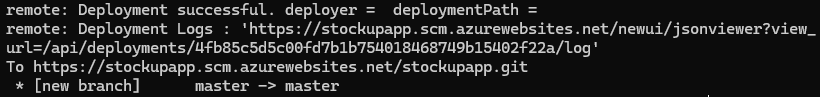 remote: Deployment successful. deployer =  deploymentPath =
remote: Deployment Logs : 'https://stockupapp.scm.azurewebsites.net/newui/jsonviewer?view_
url=/api/deployments/4fb85c5d5c00fd7b1b754018468749b15402f22a/log'
To https://stockupapp.scm.azurewebsites.net/stockupapp.git
 * [new branch]      master -> master